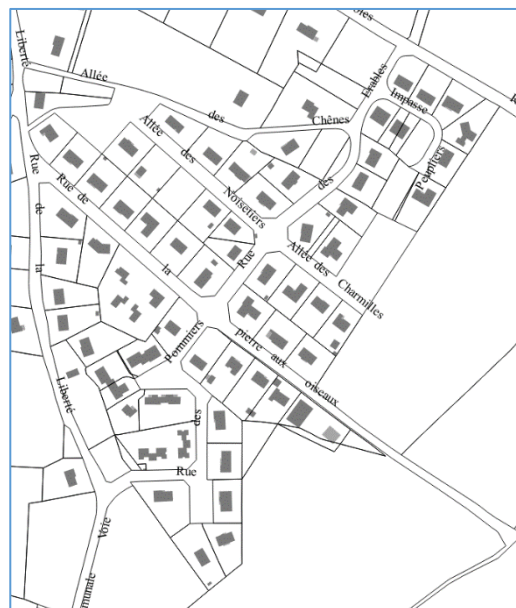 Liberté
Allée
des
Chênes
Erables
Impasse
Peupliers
Allée
des
Noisetiers
Rue
des
Allée des
Charmilles
Rue
de
la
Liberté
Rue de
la
pierre aux
oiseaux
Pommiers
des
Rue
Voie
munale